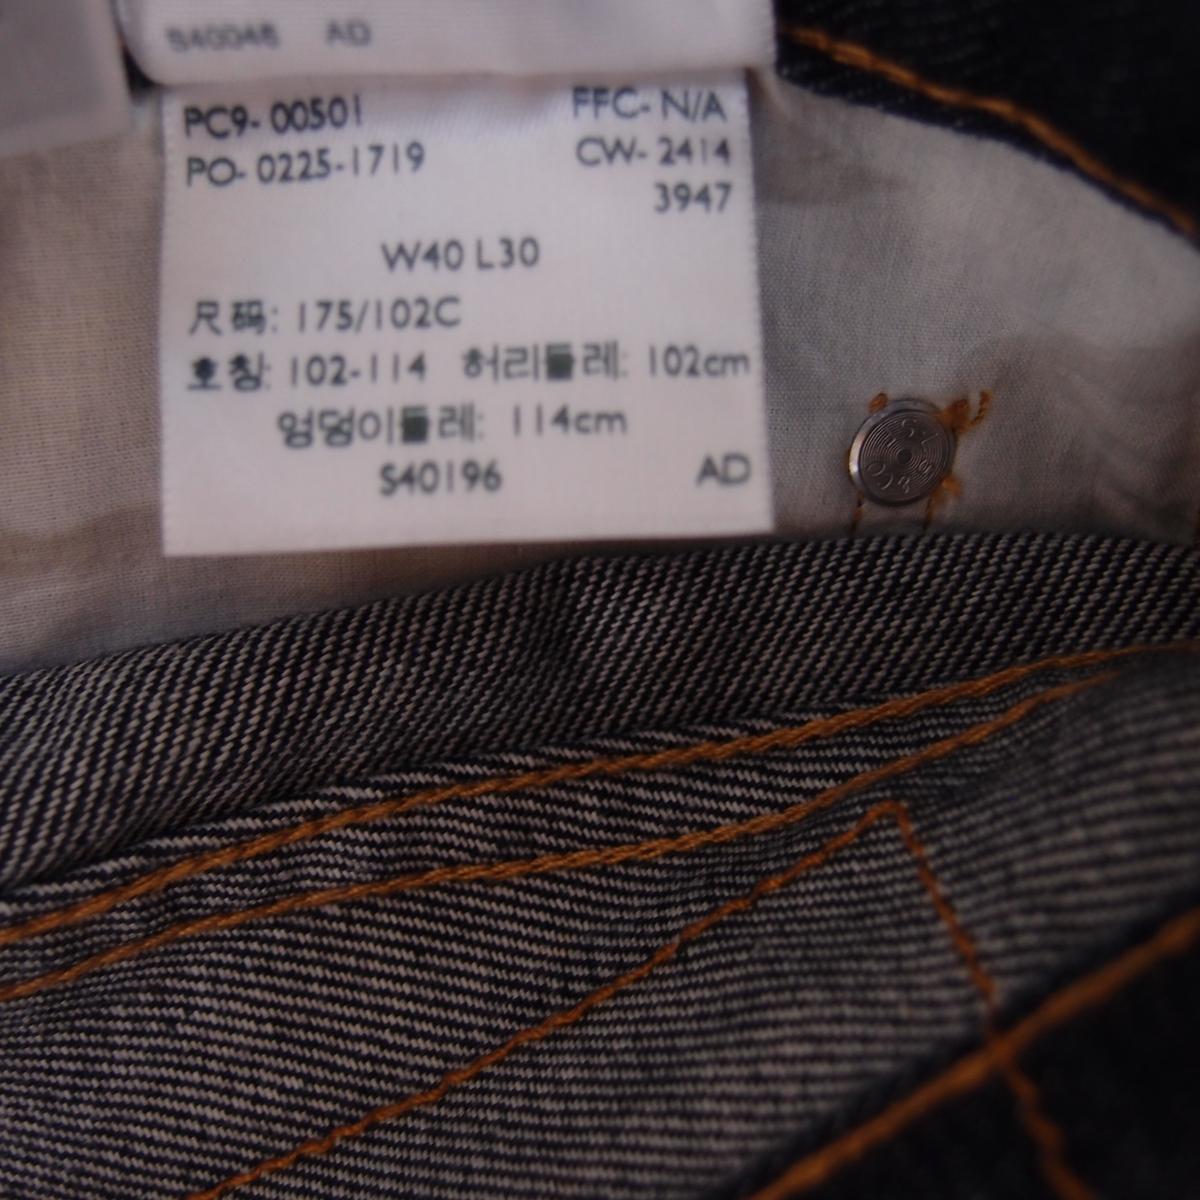 S40046 AD
PC9-00501 FFC- N/A
PO- 0225-1719 CW- 2414
3947
W40 L30
尺码: 175/102C
호칭: 102-114 허리둘레: 102cm
엉덩이둘레: 114cm
S40196 AD